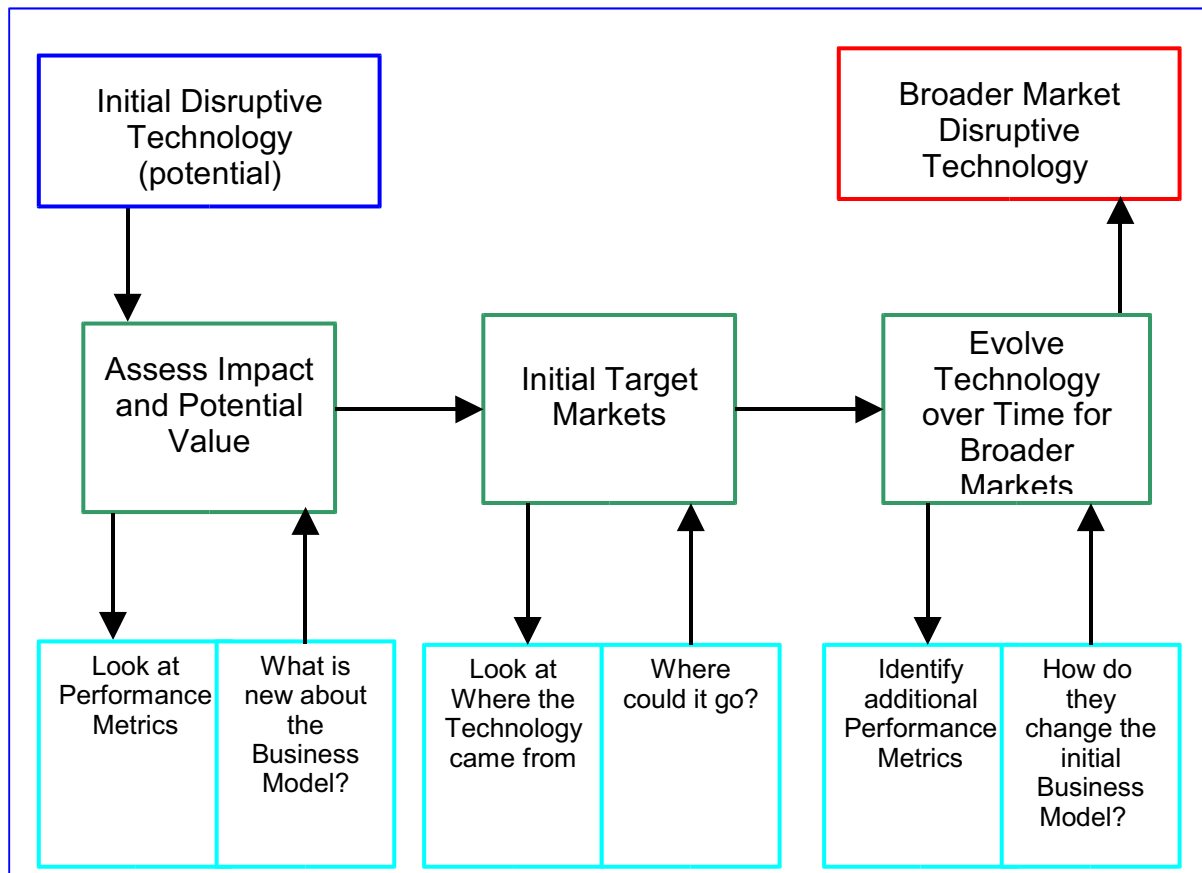 Initial Disruptive
Technology
(potential)
Broader Market
Disruptive
Technology
Assess Impact
and Potential
Value
Initial Target
Markets
Evolve
Technology
over Time for
Broader
Markets
Look at
Performance
Metrics
What is
new about
the
Business
Model?
Look at
Where the
Technology
came from
Where
could it go?
Identify
additional
Performance
Metrics
How do
they
change the
initial
Business
Model?